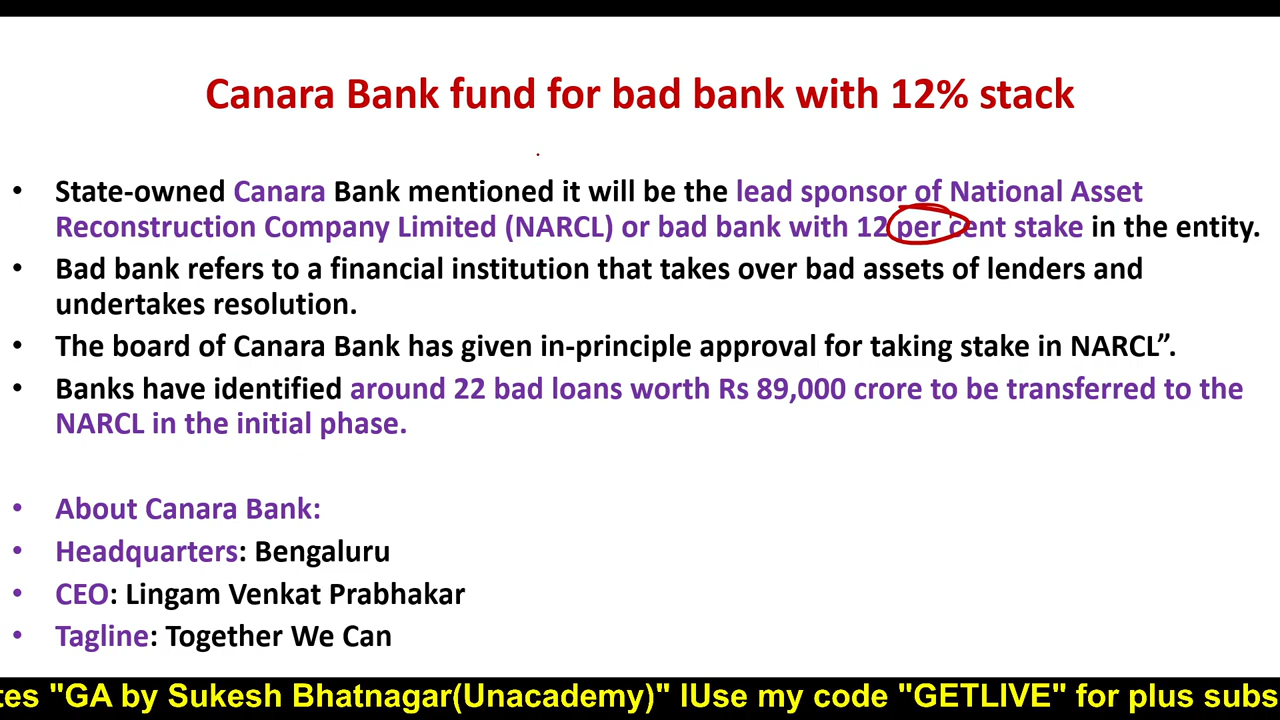 Canara Bank fund for bad bank with 12% stack
• State-owned Canara Bank mentioned it will be the lead sponsor of National Asset
Reconstruction Company Limited (NARCL) or bad bank with 12 per cent stake in the entity.
• Bad bank refers to a financial institution that takes over bad assets of lenders and
undertakes resolution.
• The board of Canara Bank has given in-principle approval for taking stake in NARCL”.
• Banks have identified around 22 bad loans worth Rs 89,000 crore to be transferred to the
NARCL in the initial phase.
• About Canara Bank:
• Headquarters: Bengaluru
• CEO: Lingam Venkat Prabhakar
• Tagline: Together We Can
tes "GA by Sukesh Bhatnagar(Unacademy)" lUse my code "GETLIVE" for plus subs